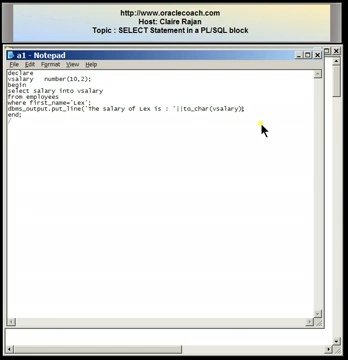 http://www.oraclecoach.com
Host: Claire Rajan
Topic : SELECT Statement in a PL/SQL block
a1 - Notepad
File Edit Format View Help
declare
vsalary number(10,2);
begin
select salary into vsalary
from employees
where first_name='Lex';
dbms_output.put_line('The salary of Lex is : '||to_char(vsalary);
end;
/